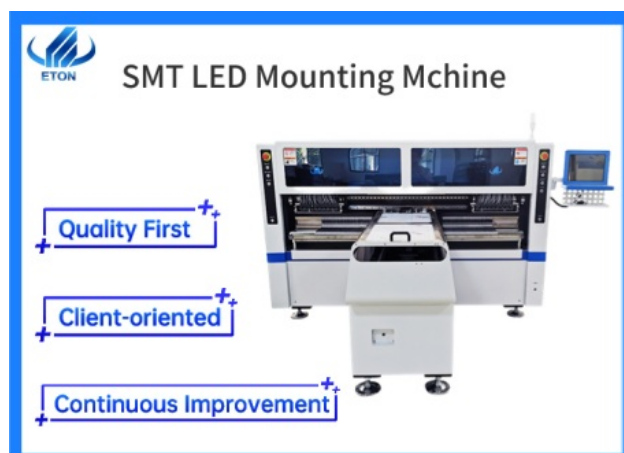 ETON
SMT LED Mounting Mchine
Quality First
Client-oriented
Continuous Improvement